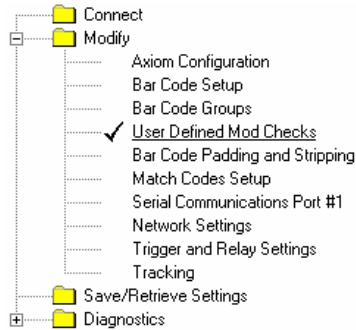 Connect
Modify
Axiom Configuration
Bar Code Setup
Bar Code Groups
User Defined Mod Checks
Bar Code Padding and Stripping
Match Codes Setup
Serial Communications Port #1
Network Settings
Trigger and Relay Settings
Tracking
Save/Retrieve Settings
Diagnostics